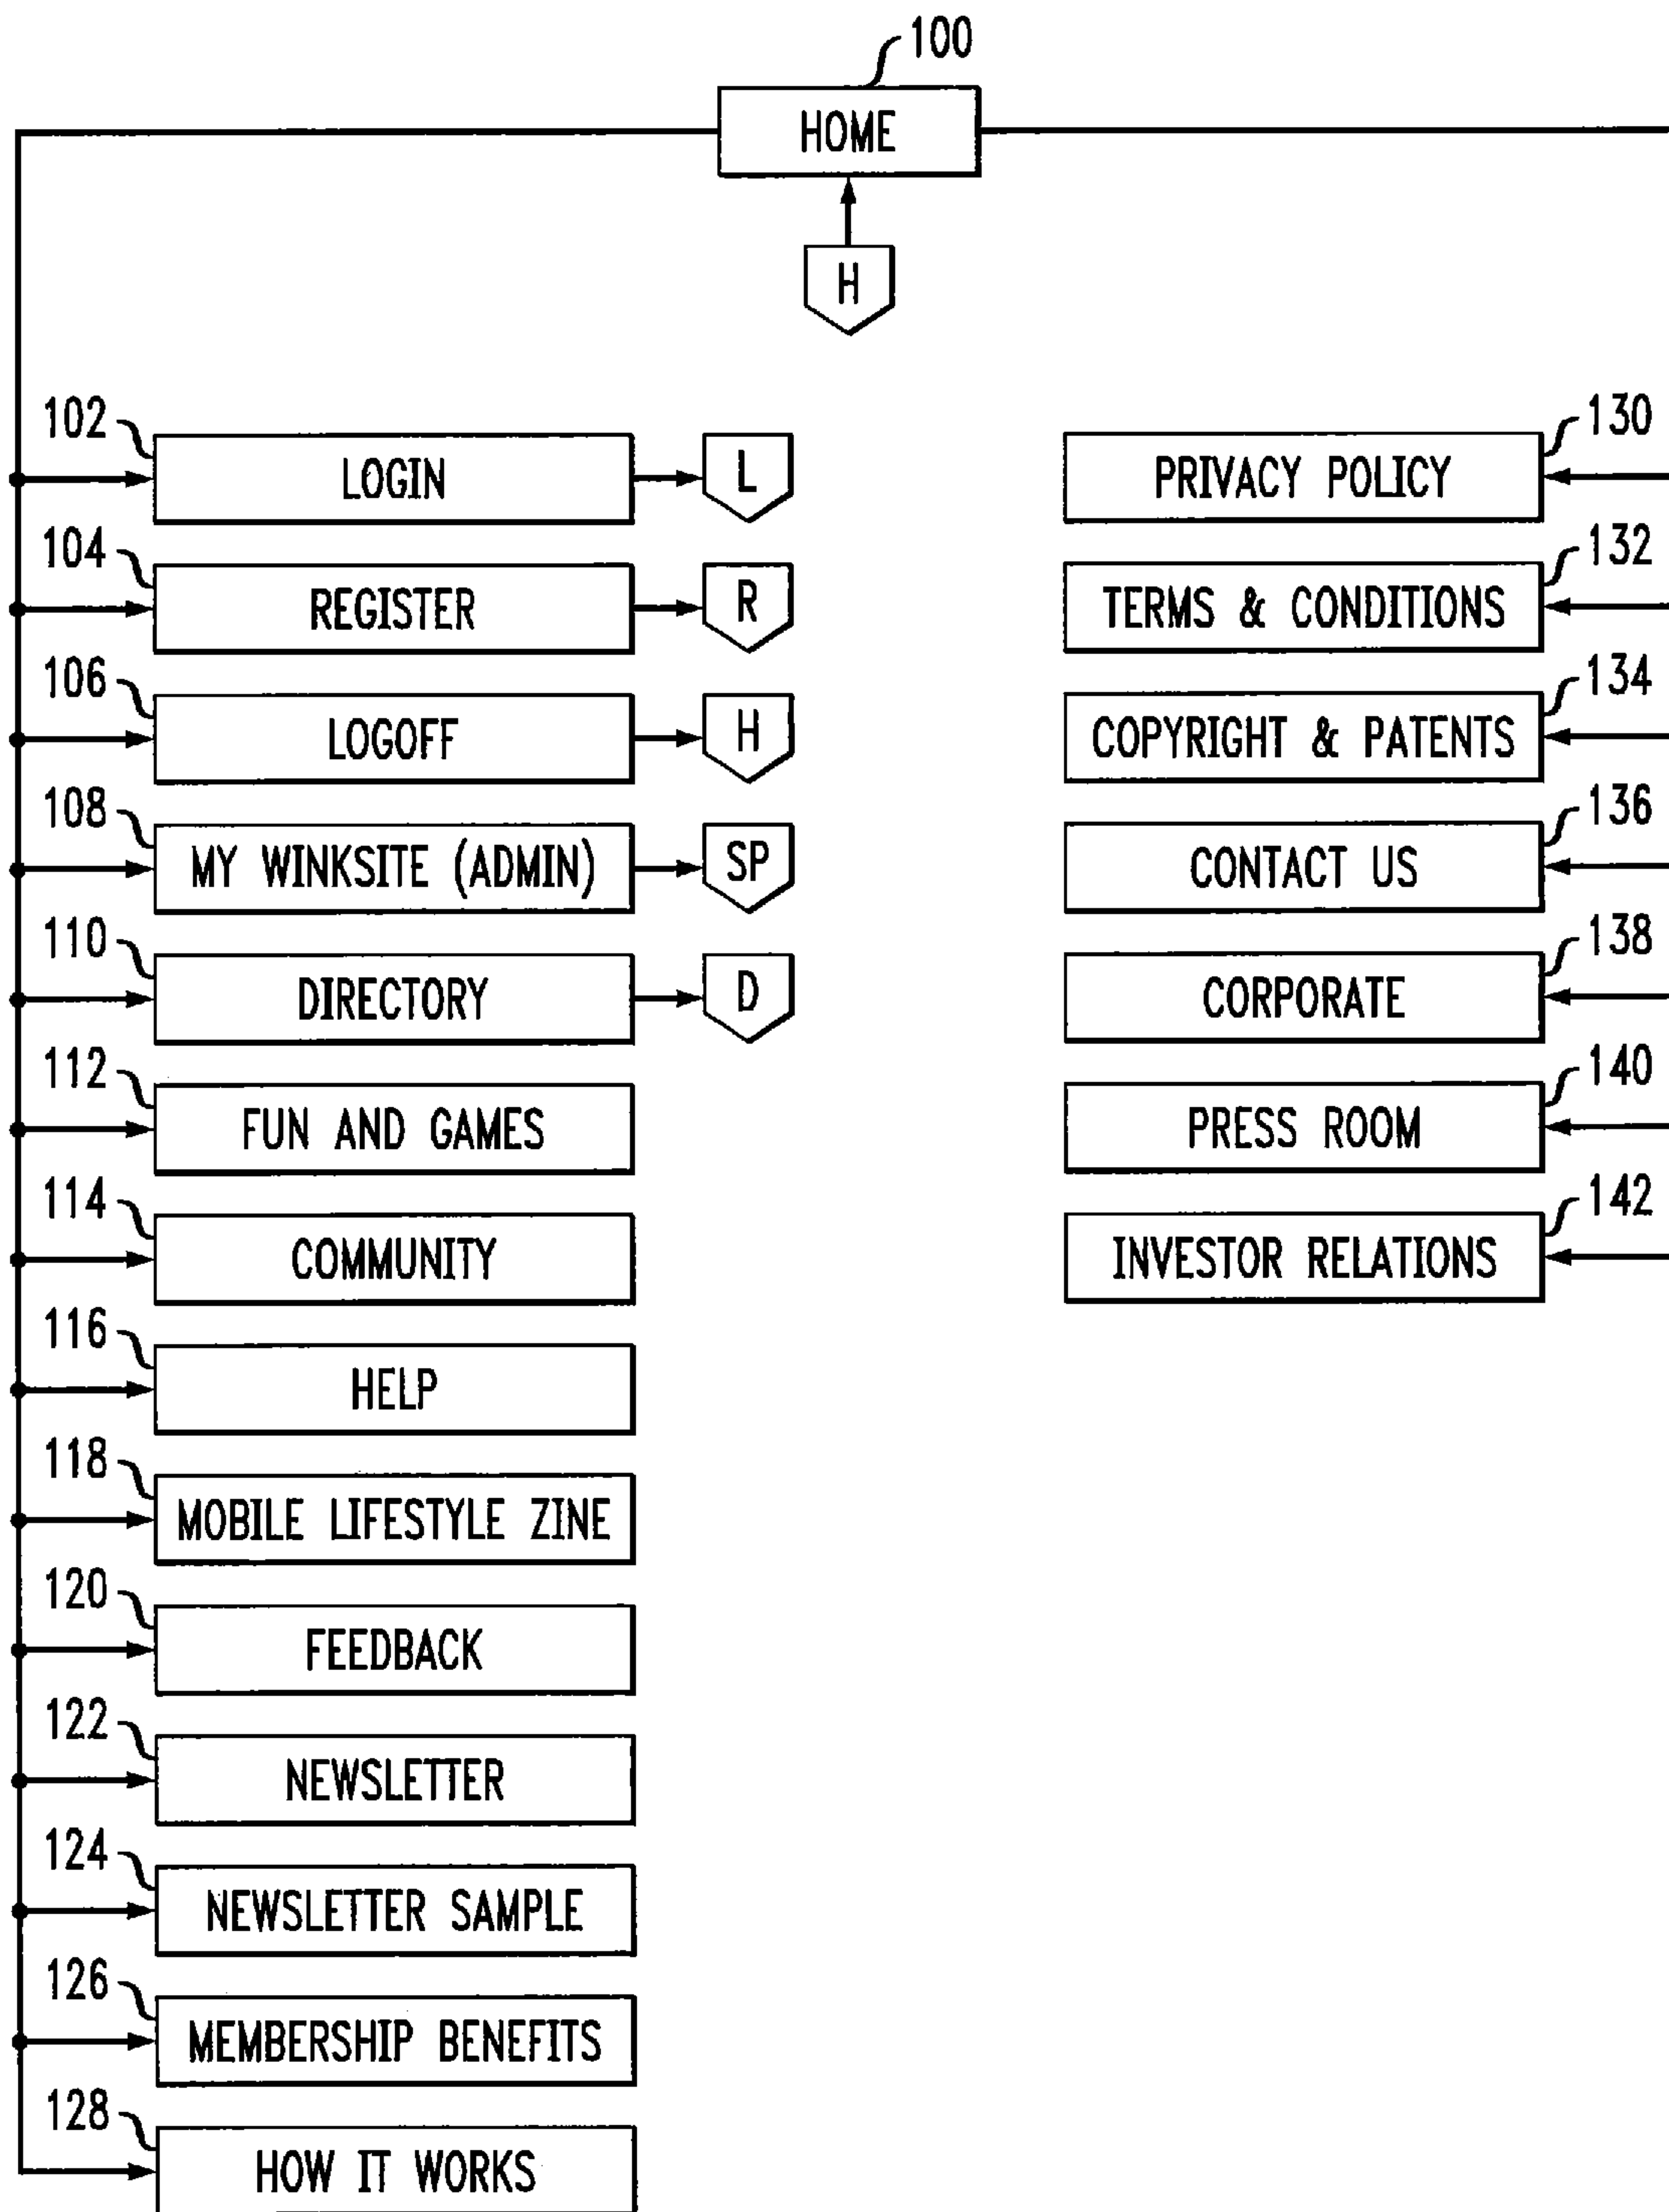 100
HOME
H
102
LOGIN
L
104
REGISTER
R
106
LOGOFF
H
108
MY WINKSITE (ADMIN)
SP
110
DIRECTORY
D
112
FUN AND GAMES
114
COMMUNITY
116
HELP
118
MOBILE LIFESTYLE ZINE
120
FEEDBACK
122
NEWSLETTER
124
NEWSLETTER SAMPLE
126
MEMBERSHIP BENEFITS
128
HOW IT WORKS
130
PRIVACY POLICY
132
TERMS & CONDITIONS
134
COPYRIGHT & PATENTS
136
CONTACT US
138
CORPORATE
140
PRESS ROOM
142
INVESTOR RELATIONS